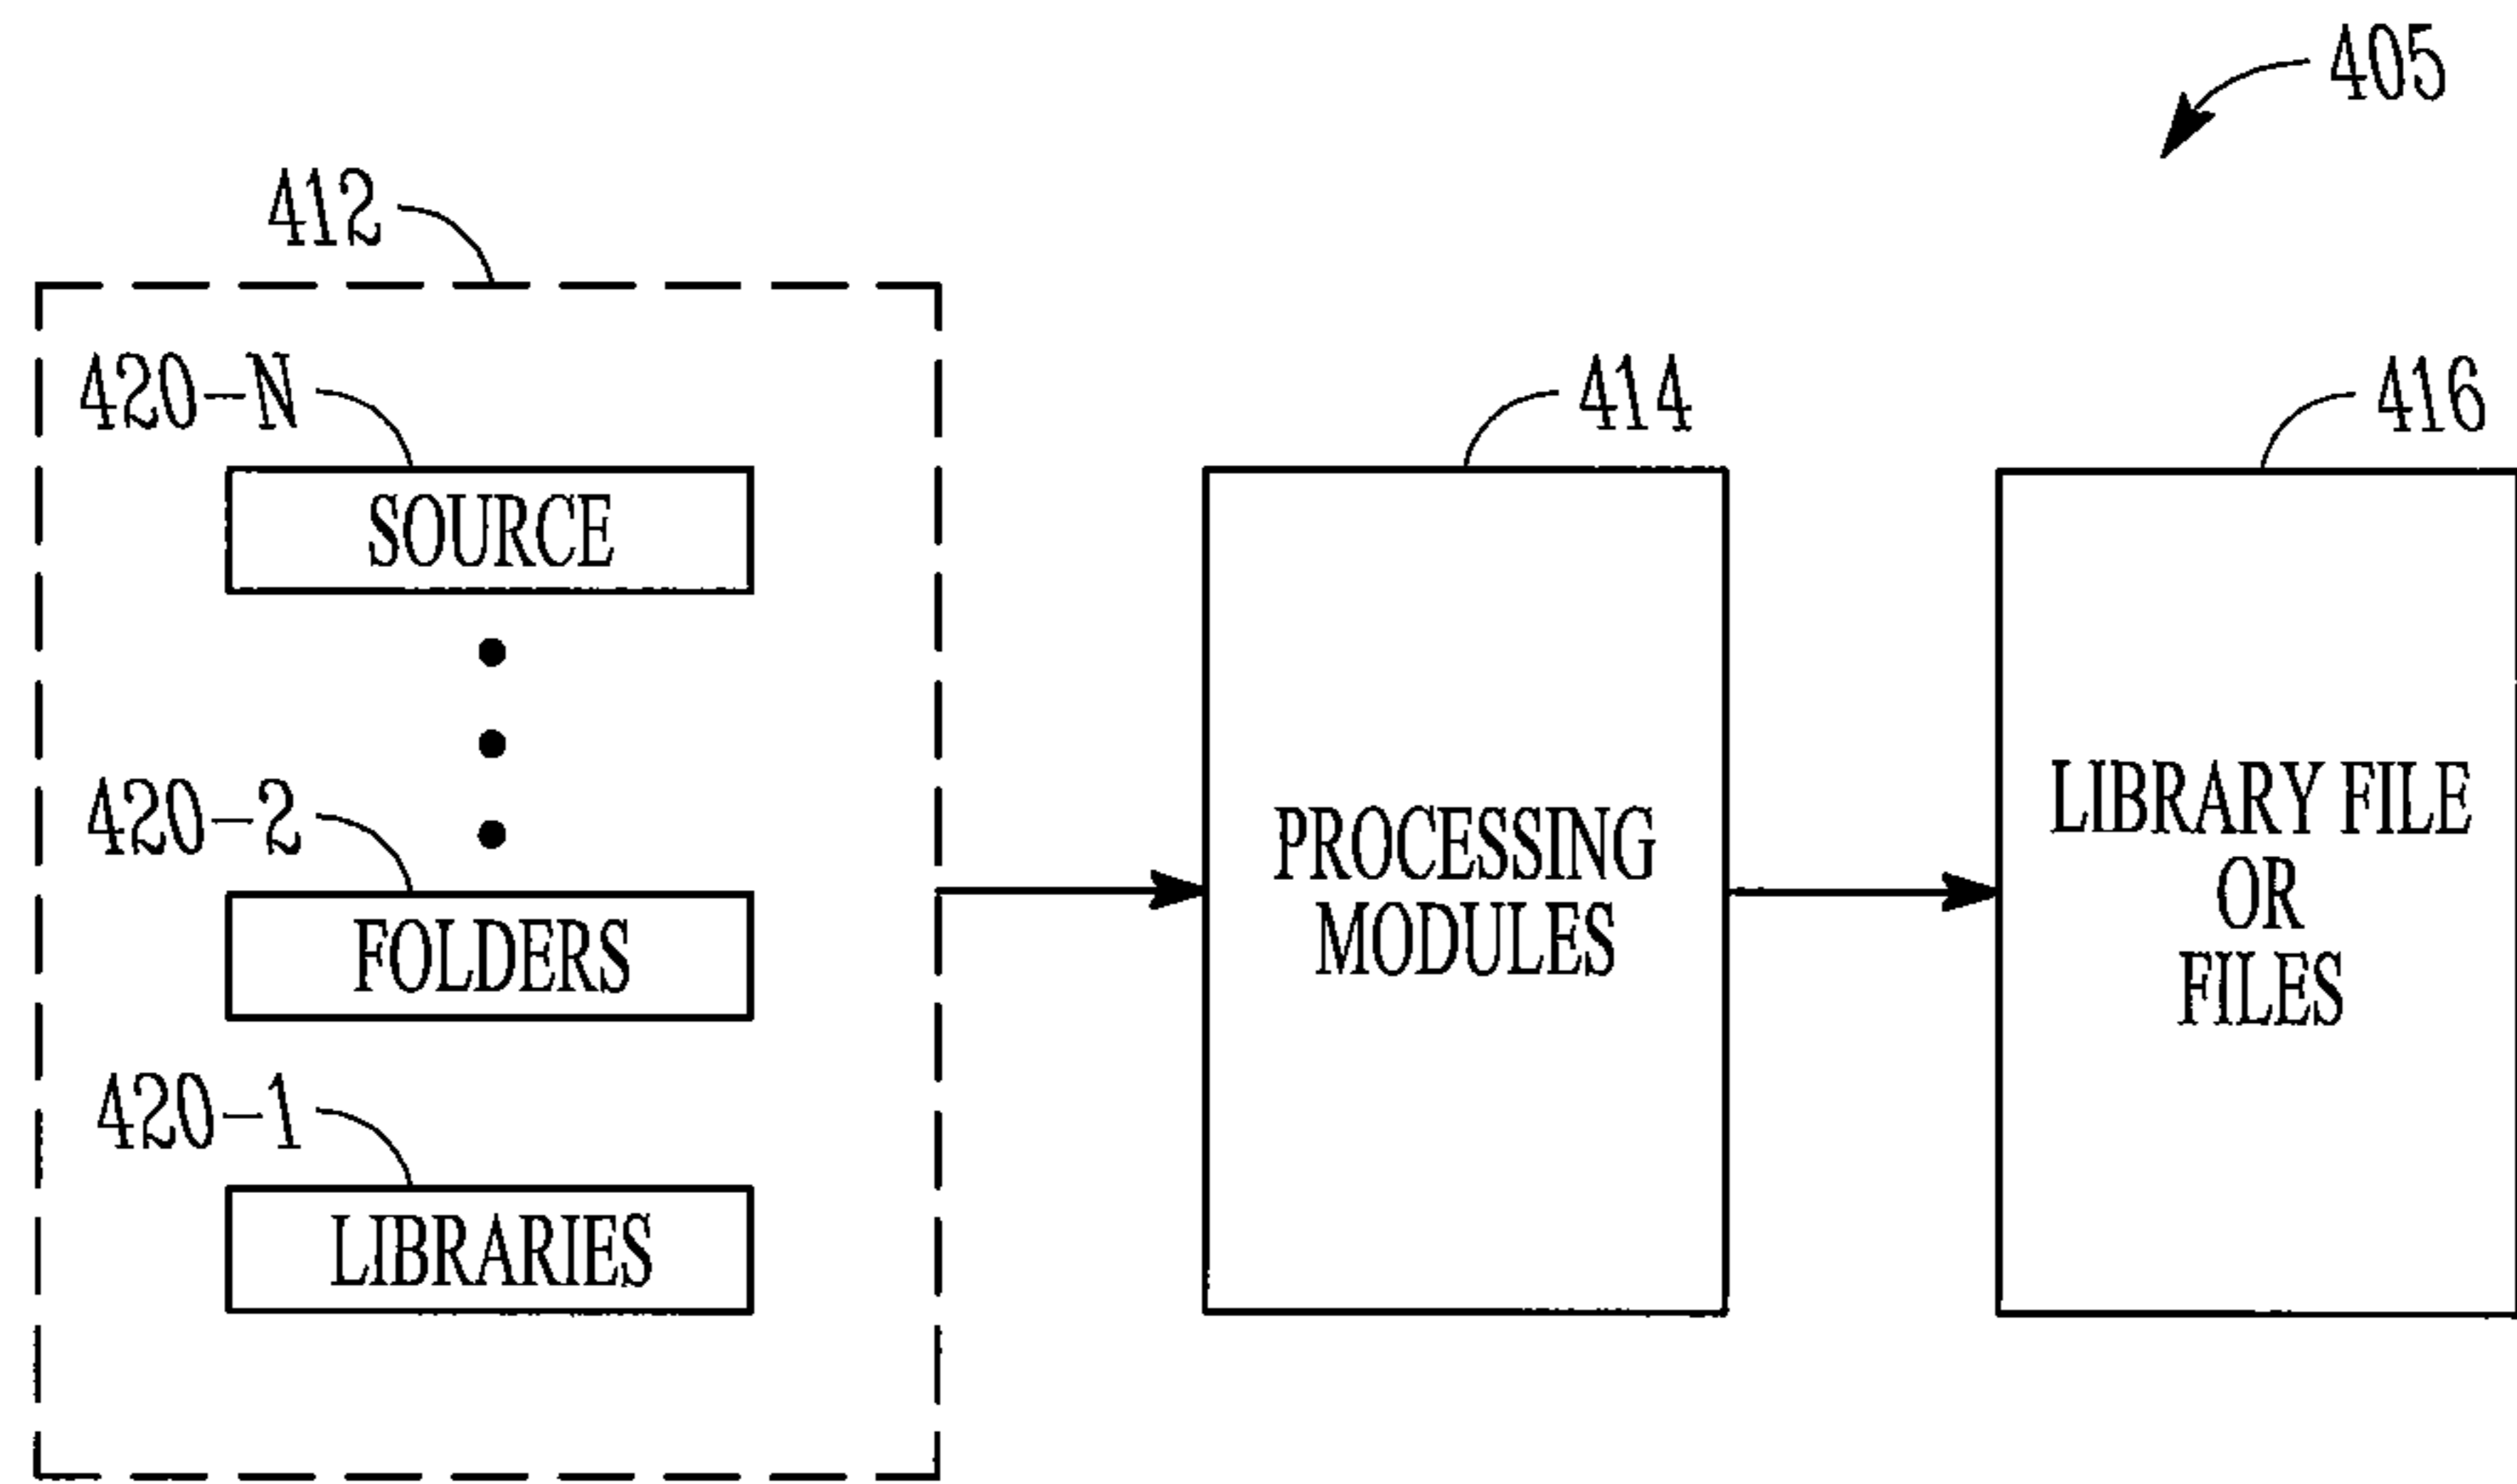 405
412
420-N
SOURCE
414
416
420-2
FOLDERS
PROCESSING
MODULES
LIBRARY FILE
OR
FILES
420-1
LIBRARIES